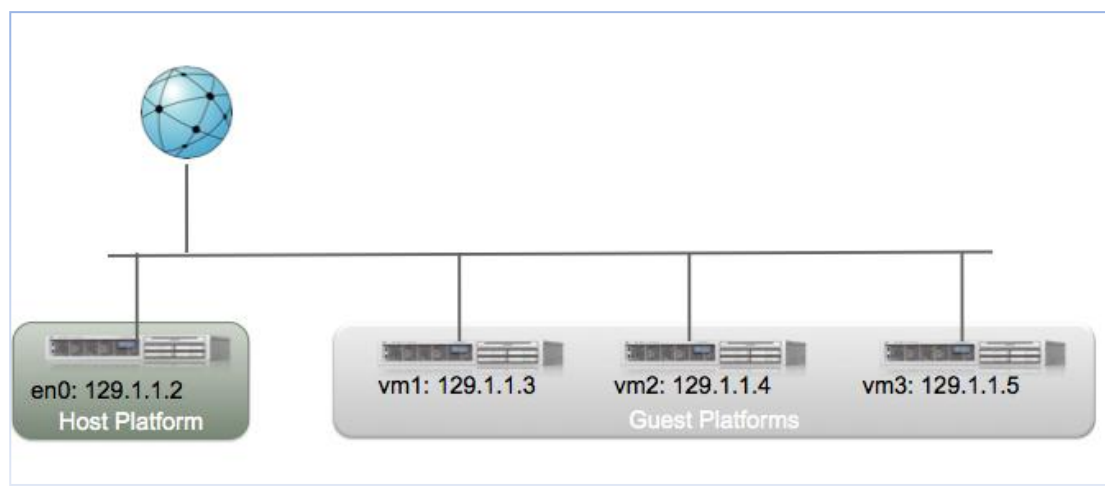 en0: 129.1.1.2
Host Platform
vm1: 129.1.1.3
vm2: 129.1.1.4
vm3: 129.1.1.5
Guest Platforms